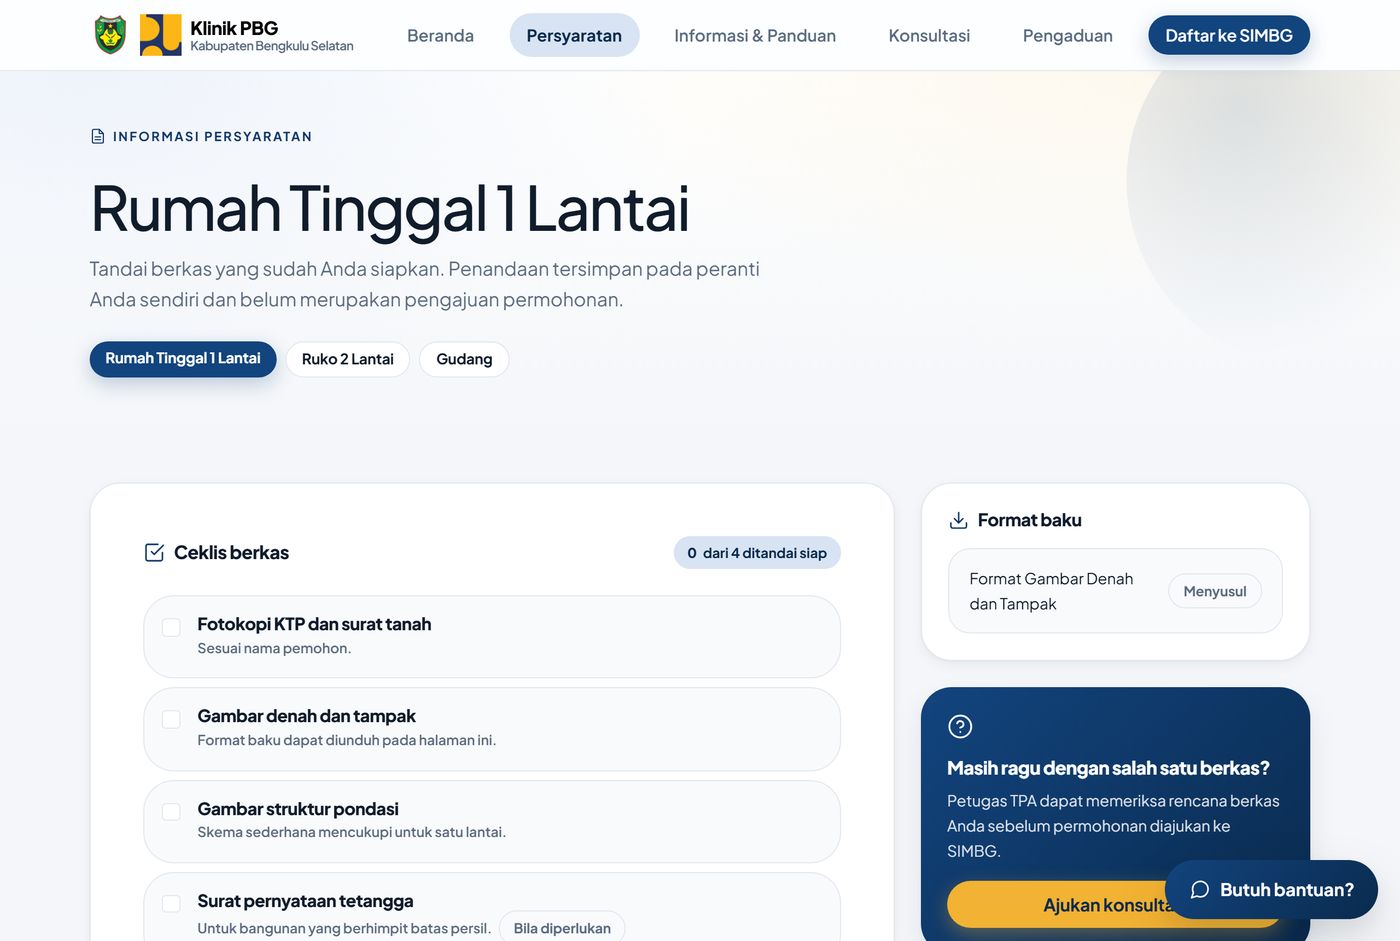 Klinik PBG
Kabupaten Bengkulu Selatan
Beranda
Persyaratan
Informasi & Panduan
Konsultasi
Pengaduan
Daftar ke SIMBG
INFORMASI PERSYARATAN
Rumah Tinggal 1 Lantai
Tandai berkas yang sudah Anda siapkan. Penandaan tersimpan pada peranti
Anda sendiri dan belum merupakan pengajuan permohonan.
Rumah Tinggal 1 Lantai
Ruko 2 Lantai
Gudang
Ceklis berkas
0 dari 4 ditandai siap
Fotokopi KTP dan surat tanah
Sesuai nama pemohon.
Gambar denah dan tampak
Format baku dapat diunduh pada halaman ini.
Gambar struktur pondasi
Skema sederhana mencukupi untuk satu lantai.
Surat pernyataan tetangga
Untuk bangunan yang berhimpit batas persil.
Bila diperlukan
Format baku
Format Gambar Denah
dan Tampak
Menyusul
Masih ragu dengan salah satu berkas?
Petugas TPA dapat memeriksa rencana berkas
Anda sebelum permohonan diajukan ke
SIMBG.
Ajukan
Butuh bantuan?